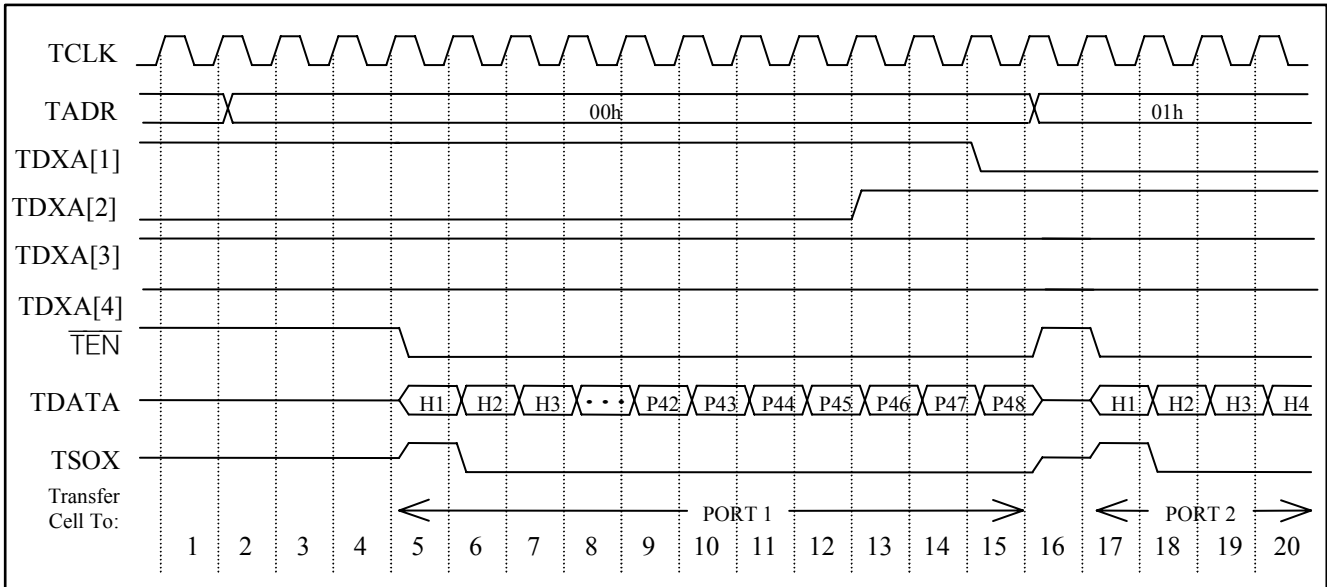 TCLK
TADR 00h 01h
TDXA[1]
TDXA[2]
TDXA[3]
TDXA[4]
TEN
TDATA H1 H2 H3 ··· P42 P43 P44 P45 P46 P47 P48 H1 H2 H3 H4
TSOX
Transfer
Cell To: PORT 1 PORT 2
1 2 3 4 5 6 7 8 9 10 11 12 13 14 15 16 17 18 19 20